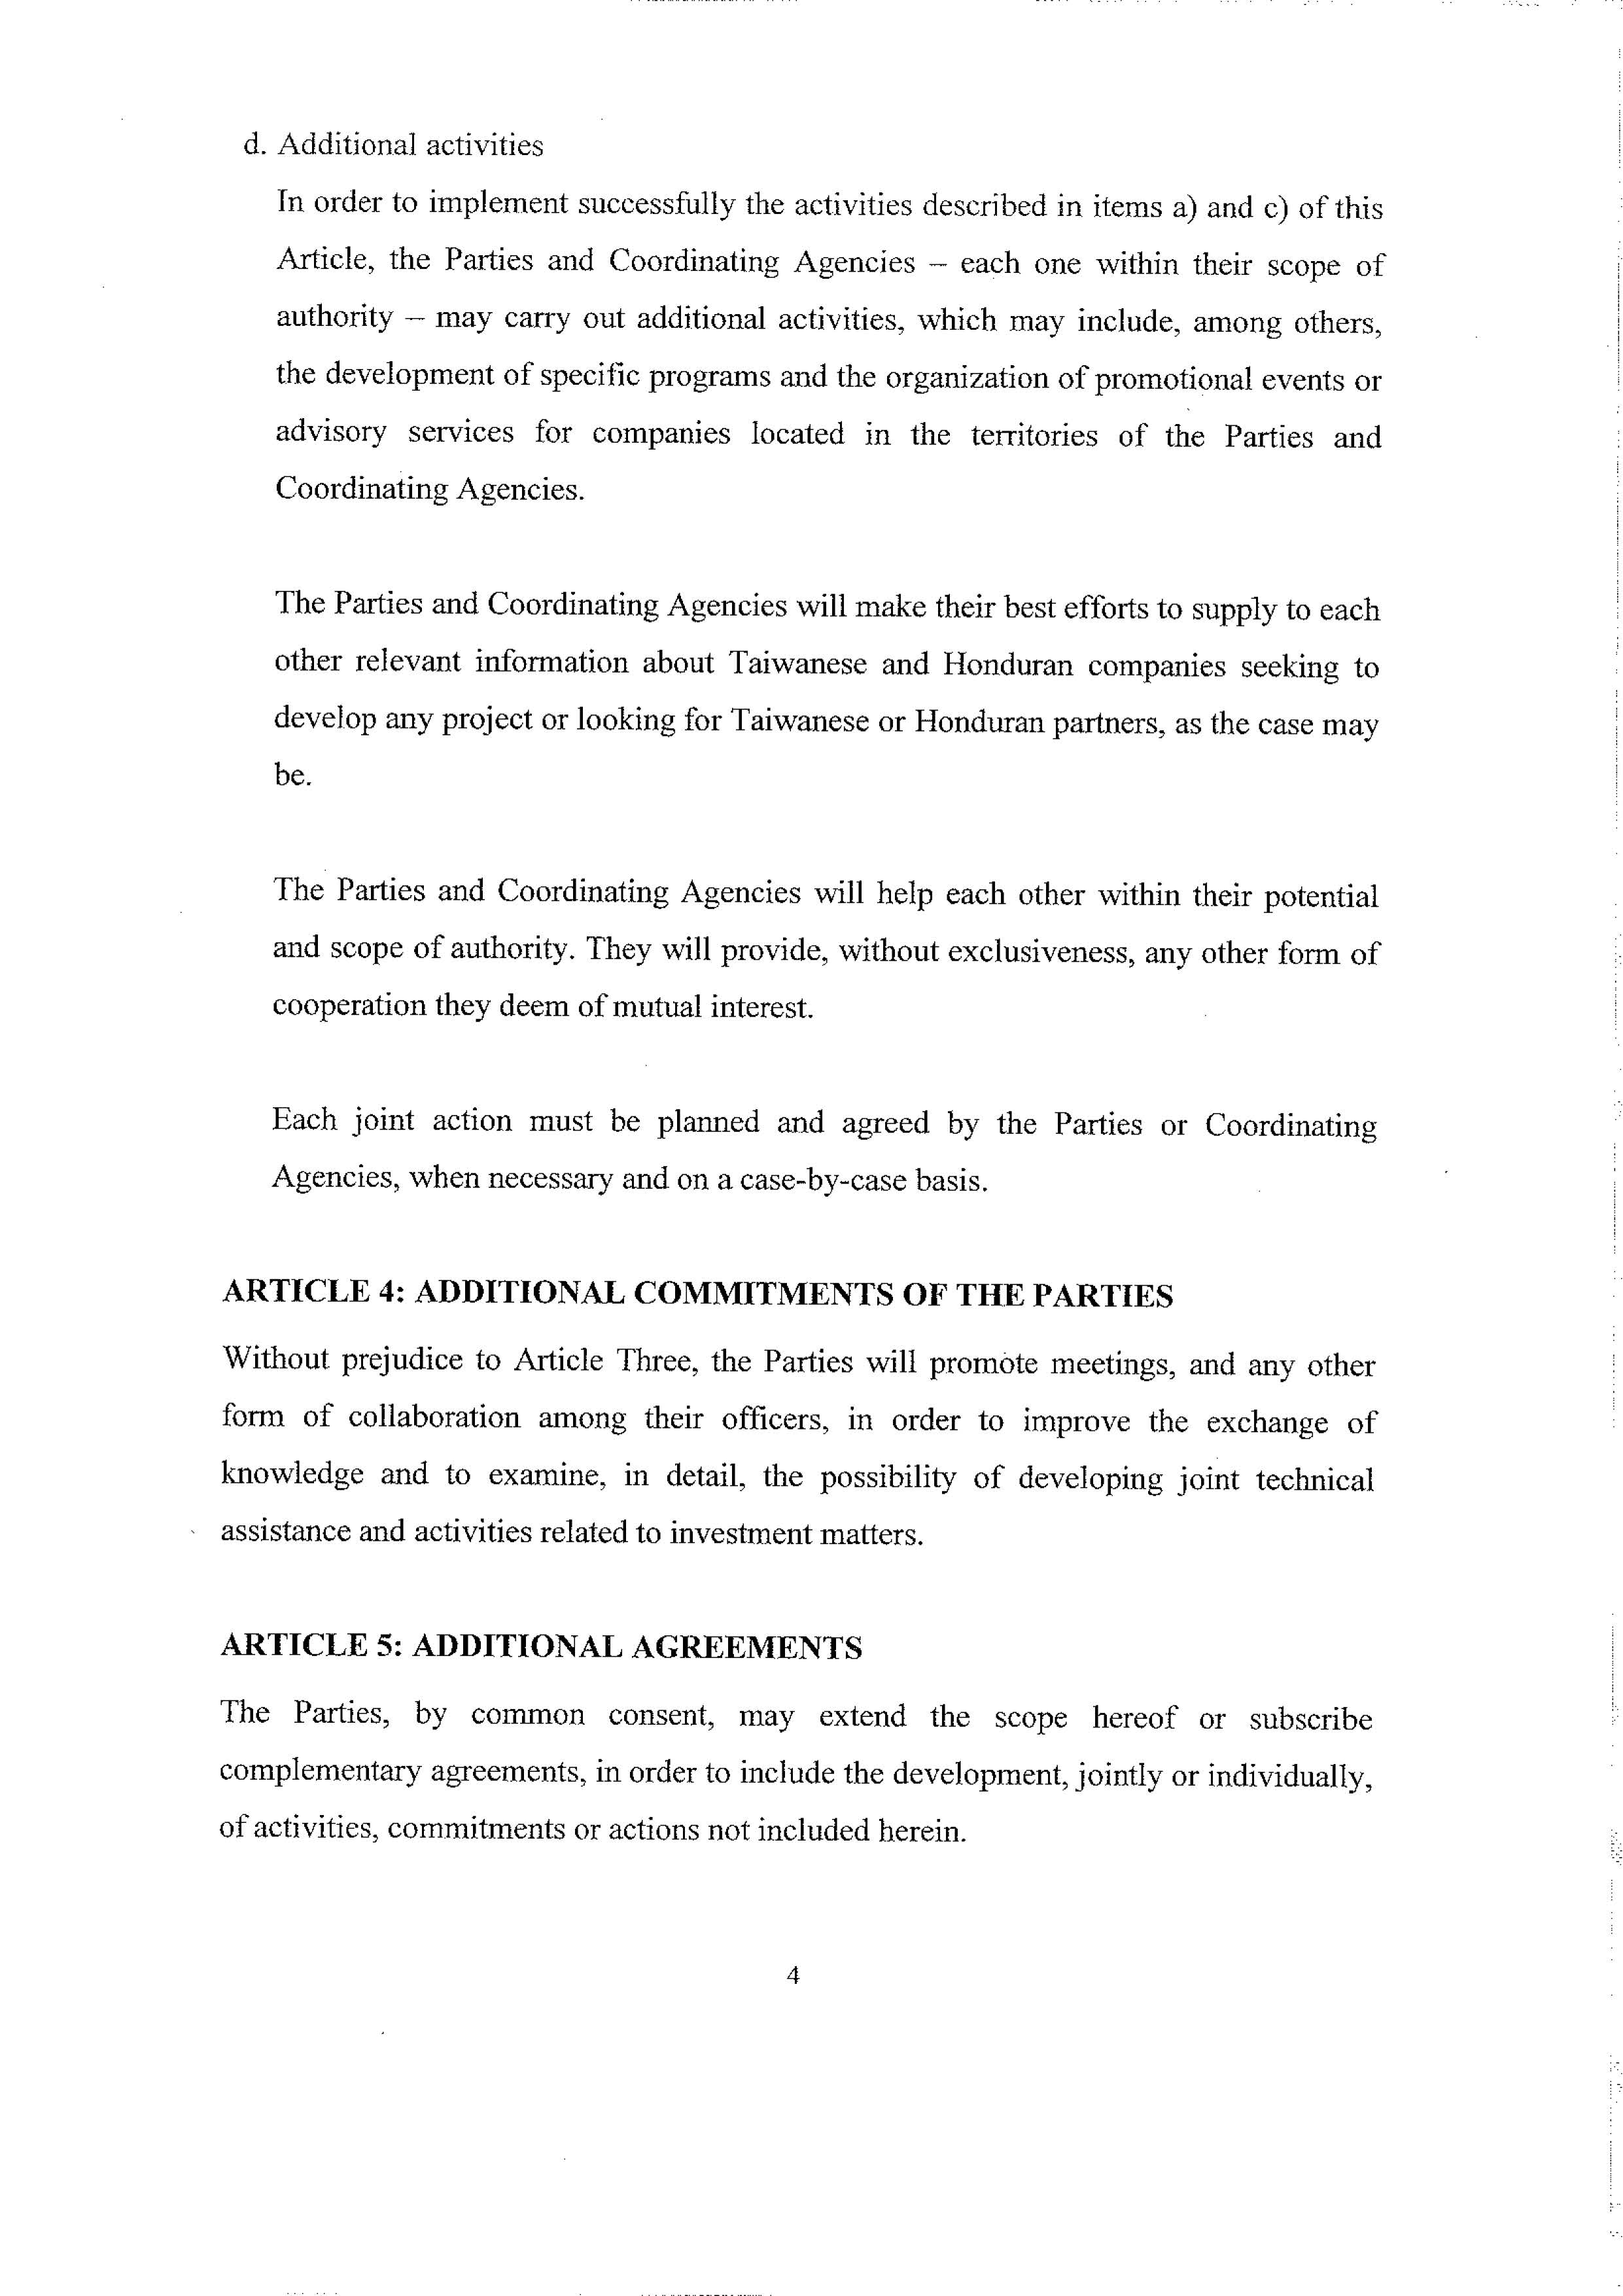 d. Additional activities
In order to implement successfully the activities described in items a) and c) of this
Article, the Parties and Coordinating Agencies – each one within their scope of
authority – may carry out additional activities, which may include, among others,
the development of specific programs and the organization of promotional events or
advisory services for companies located in the territories of the Parties and
Coordinating Agencies.
The Parties and Coordinating Agencies will make their best efforts to supply to each
other relevant information about Taiwanese and Honduran companies seeking to
develop any project or looking for Taiwanese or Honduran partners, as the case may
be.
The Parties and Coordinating Agencies will help each other within their potential
and scope of authority. They will provide, without exclusiveness, any other form of
cooperation they deem of mutual interest.
Each joint action must be planned and agreed by the Parties or Coordinating
Agencies, when necessary and on a case-by-case basis.
ARTICLE 4: ADDITIONAL COMMITMENTS OF THE PARTIES
Without prejudice to Article Three, the Parties will promote meetings, and any other
form of collaboration among their officers, in order to improve the exchange of
knowledge and to examine, in detail, the possibility of developing joint technical
assistance and activities related to investment matters.
ARTICLE 5: ADDITIONAL AGREEMENTS
The Parties, by common consent, may extend the scope hereof or subscribe
complementary agreements, in order to include the development, jointly or individually,
of activities, commitments or actions not included herein.
4